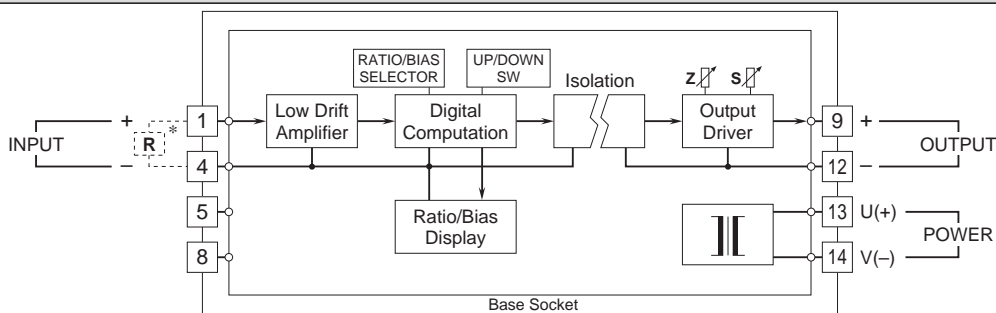 RATIO/BIAS
SELECTOR
UP/DOWN
SW
Isolation
Z
S
INPUT
+
–
R
*
1
4
5
8
Low Drift
Amplifier
Digital
Computation
Output
Driver
Ratio/Bias
Display
9
+
12
–
OUTPUT
13
U(+)
14
V(–)
POWER
Base Socket